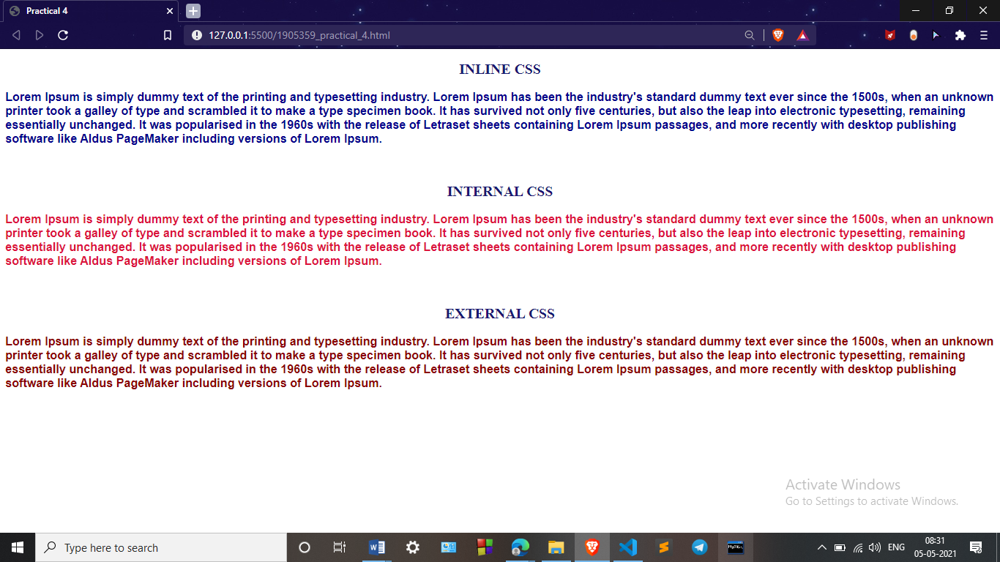 Practical 4
127.0.0.1:5500/1905359_practical_4.html
INLINE CSS
Lorem Ipsum is simply dummy text of the printing and typesetting industry. Lorem Ipsum has been the industry's standard dummy text ever since the 1500s, when an unknown
printer took a galley of type and scrambled it to make a type specimen book. It has survived not only five centuries, but also the leap into electronic typesetting, remaining
essentially unchanged. It was popularised in the 1960s with the release of Letraset sheets containing Lorem Ipsum passages, and more recently with desktop publishing
software like Aldus PageMaker including versions of Lorem Ipsum.
INTERNAL CSS
Lorem Ipsum is simply dummy text of the printing and typesetting industry. Lorem Ipsum has been the industry's standard dummy text ever since the 1500s, when an unknown
printer took a galley of type and scrambled it to make a type specimen book. It has survived not only five centuries, but also the leap into electronic typesetting, remaining
essentially unchanged. It was popularised in the 1960s with the release of Letraset sheets containing Lorem Ipsum passages, and more recently with desktop publishing
software like Aldus PageMaker including versions of Lorem Ipsum.
EXTERNAL CSS
Lorem Ipsum is simply dummy text of the printing and typesetting industry. Lorem Ipsum has been the industry's standard dummy text ever since the 1500s, when an unknown
printer took a galley of type and scrambled it to make a type specimen book. It has survived not only five centuries, but also the leap into electronic typesetting, remaining
essentially unchanged. It was popularised in the 1960s with the release of Letraset sheets containing Lorem Ipsum passages, and more recently with desktop publishing
software like Aldus PageMaker including versions of Lorem Ipsum.
Activate Windows
Go to Settings to activate Windows.
Type here to search
ENG
08:31
05-05-2021